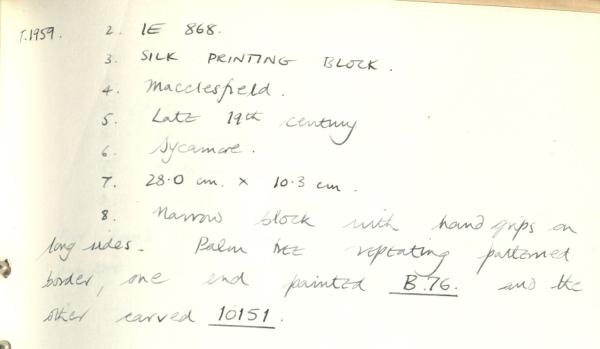 T.1959. 2. IE 868.
3. SILK PRINTING BLOCK.
4. Macclesfield.
5. Late 19th century
6. Sycamore.
7. 28.0 cm. x 10.3 cm.
8. Narrow block with hand grips on
long sides. Palm tree repeating patterned
border, one end painted B.76. and the
other carved 10151.